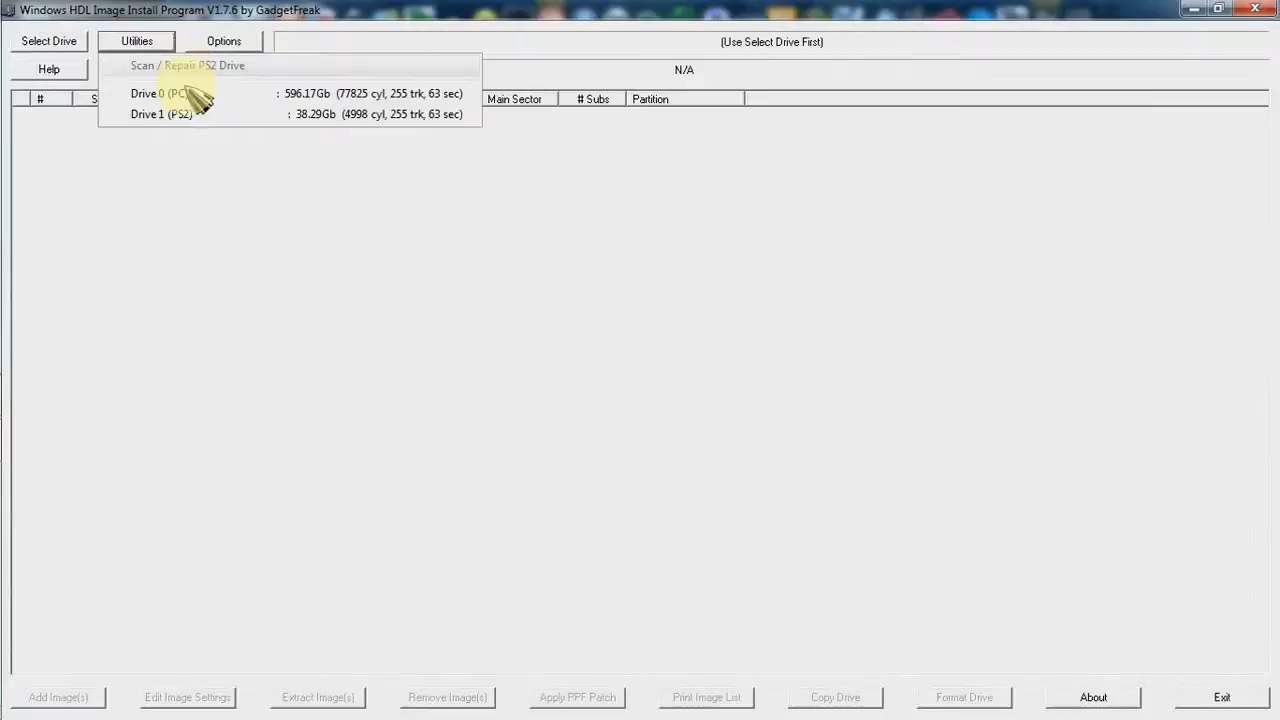 Windows HDL Image Install Program V1.7.6 by GadgetFreak
Select Drive Utilities Options (Use Select Drive First)
Help Scan / Repair PS2 Drive N/A
Drive 0 (PC) : 596.17Gb (77825 cyl, 255 trk, 63 sec)
# S Main Sector # Subs Partition
Drive 1 (PS2) : 38.29Gb (4998 cyl, 255 trk, 63 sec)
Add Image(s) Edit Image Settings Extract Image(s) Remove Image(s) Apply PPF Patch Print Image List Copy Drive Format Drive About Exit